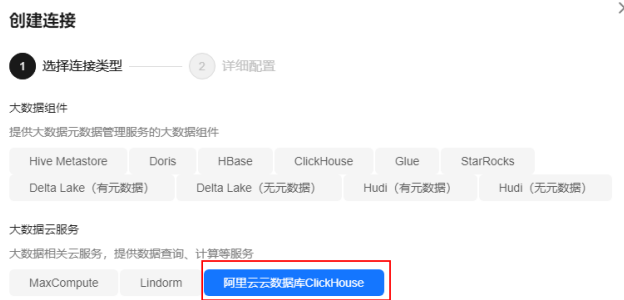 创建连接
1 选择连接类型 2 详细配置
大数据组件
提供大数据元数据管理服务的大数据组件
Hive Metastore Doris HBase ClickHouse Glue StarRocks
Delta Lake（有元数据） Delta Lake（无元数据） Hudi（有元数据） Hudi（无元数据）
大数据云服务
大数据相关云服务，提供数据查询、计算等服务
MaxCompute Lindorm 阿里云云数据库ClickHouse